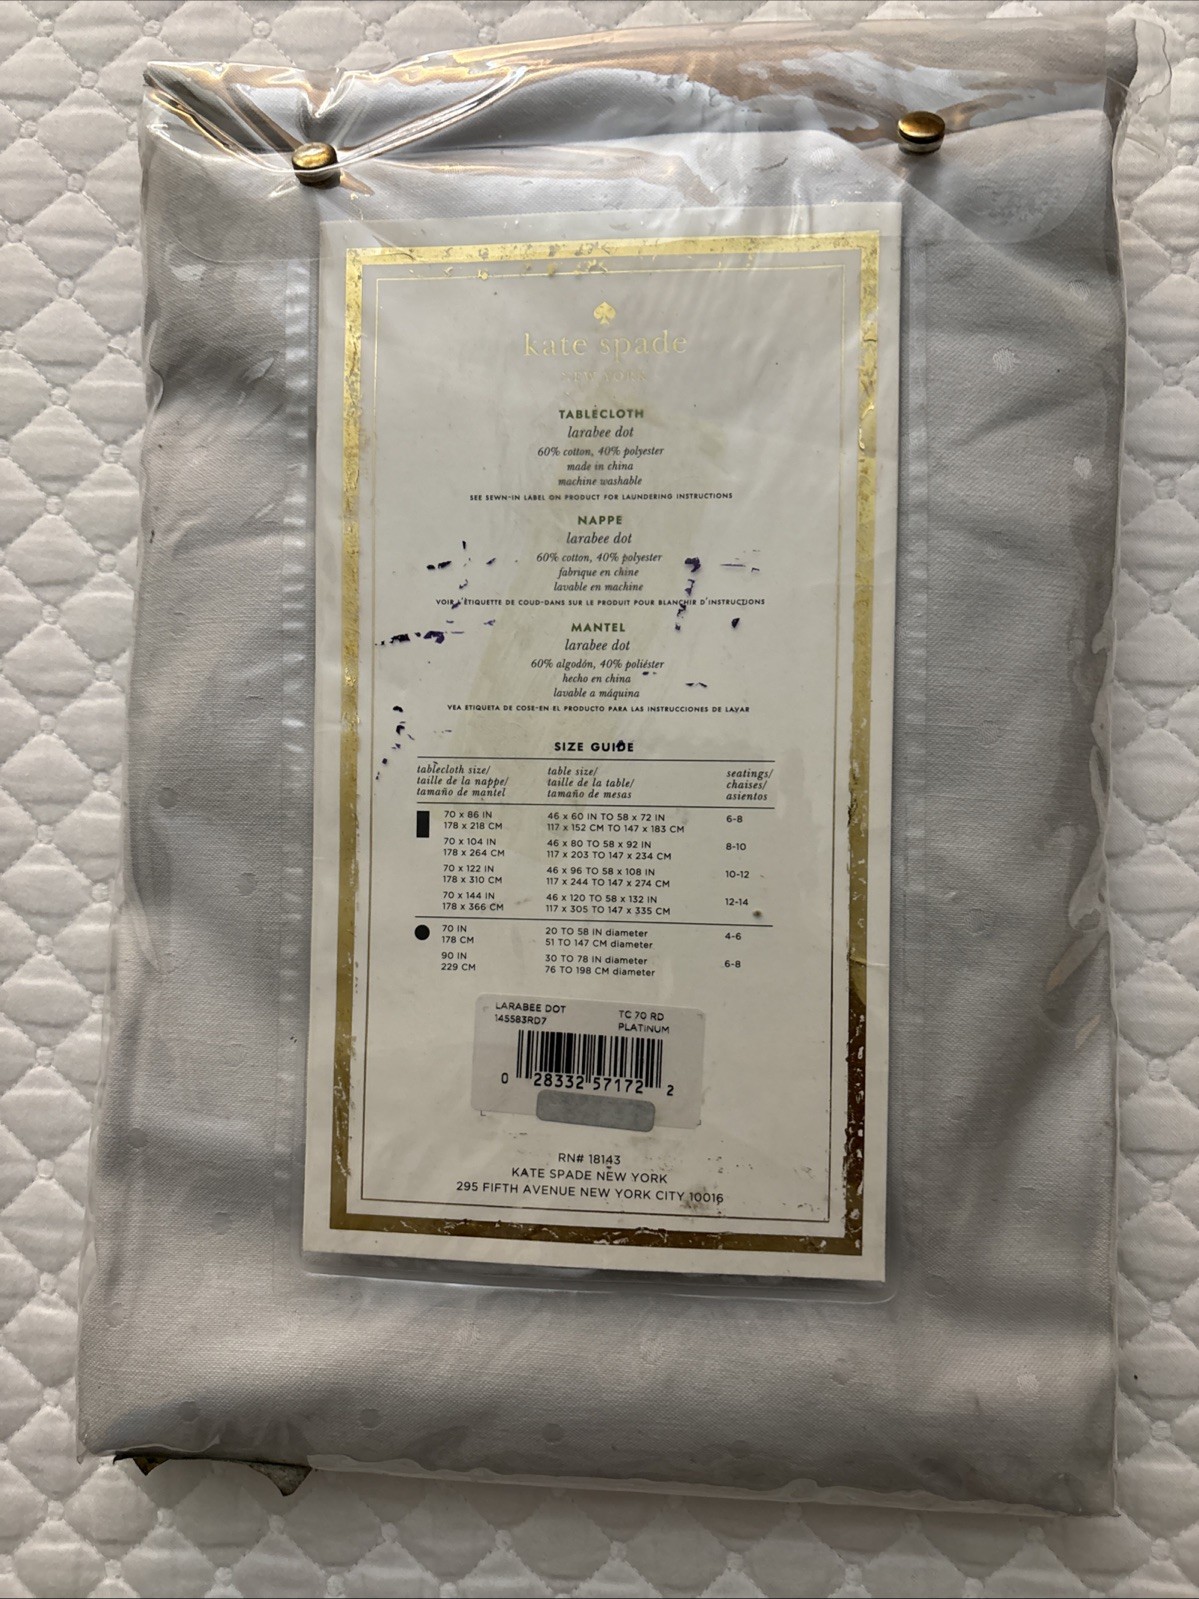 kate spade
NEW YORK
TABLECLOTH
larabee dot
60% cotton, 40% polyester
made in china
machine washable
SEE SEWN-IN LABEL ON PRODUCT FOR LAUNDERING INSTRUCTIONS
NAPPE
larabee dot
60% cotton, 40% polyester
fabrique en chine
lavable en machine
VOIR L'ÉTIQUETTE DE COUD-DANS SUR LE PRODUIT POUR BLANCHIR D'INSTRUCTIONS
MANTEL
larabee dot
60% algodón, 40% poliéster
hecho en china
lavable a máquina
VEA ETIQUETA DE COSE-EN EL PRODUCTO PARA LAS INSTRUCCIONES DE LAVAR
SIZE GUIDE
tablecloth size/ table size/ seatings/
taille de la nappe/ taille de la table/ chaises/
tamaño de mantel tamaño de mesas asientos
70 x 86 IN 46 x 60 IN TO 58 x 72 IN 6-8
178 x 218 CM 117 x 152 CM TO 147 x 183 CM
70 x 104 IN 46 x 80 TO 58 x 92 IN 8-10
178 x 264 CM 117 x 203 TO 147 x 234 CM
70 x 122 IN 46 x 96 TO 58 x 108 IN 10-12
178 x 310 CM 117 x 244 TO 147 x 274 CM
70 x 144 IN 46 x 120 TO 58 x 132 IN 12-14
178 x 366 CM 117 x 305 TO 147 x 335 CM
70 IN 20 TO 58 IN diameter 4-6
178 CM 51 TO 147 CM diameter
90 IN 30 TO 78 IN diameter 6-8
229 CM 76 TO 198 CM diameter
LARABEE DOT TC 70 RD
145583RD7 PLATINUM
0 28332 57172 2
RN# 18143
KATE SPADE NEW YORK
295 FIFTH AVENUE NEW YORK CITY 10016